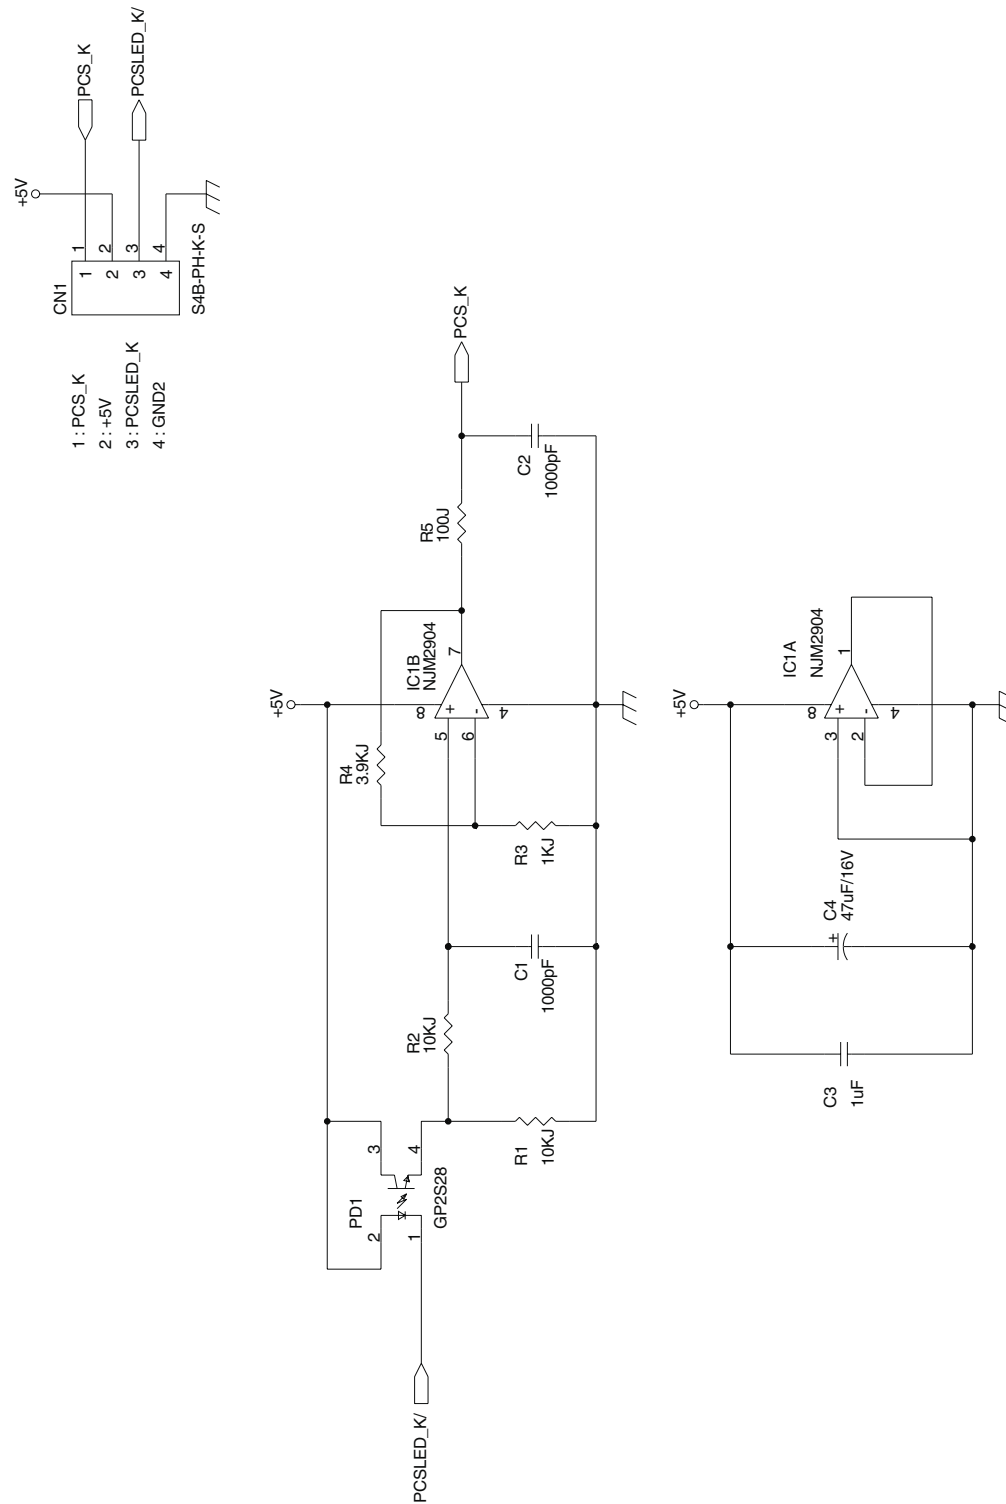 +5V
PCS_K
PCSLED_K/
CN1
1
2
3
4
1
2
3
4
S4B-PH-K-S
1 : PCS_K
2 : +5V
3 : PCSLED_K
4 : GND2
+5V
PCSLED_K/
PD1
2
1
3
4
GP2S28
R1
10KJ
R2
10KJ
C1
1000pF
R3
1KJ
R4
3.9KJ
IC1B
NJM2904
8
5
+
6
-
7
4
R5
100J
C2
1000pF
PCS_K
+5V
C3
1uF
+
C4
47uF/16V
IC1A
NJM2904
8
3
+
2
-
1
4